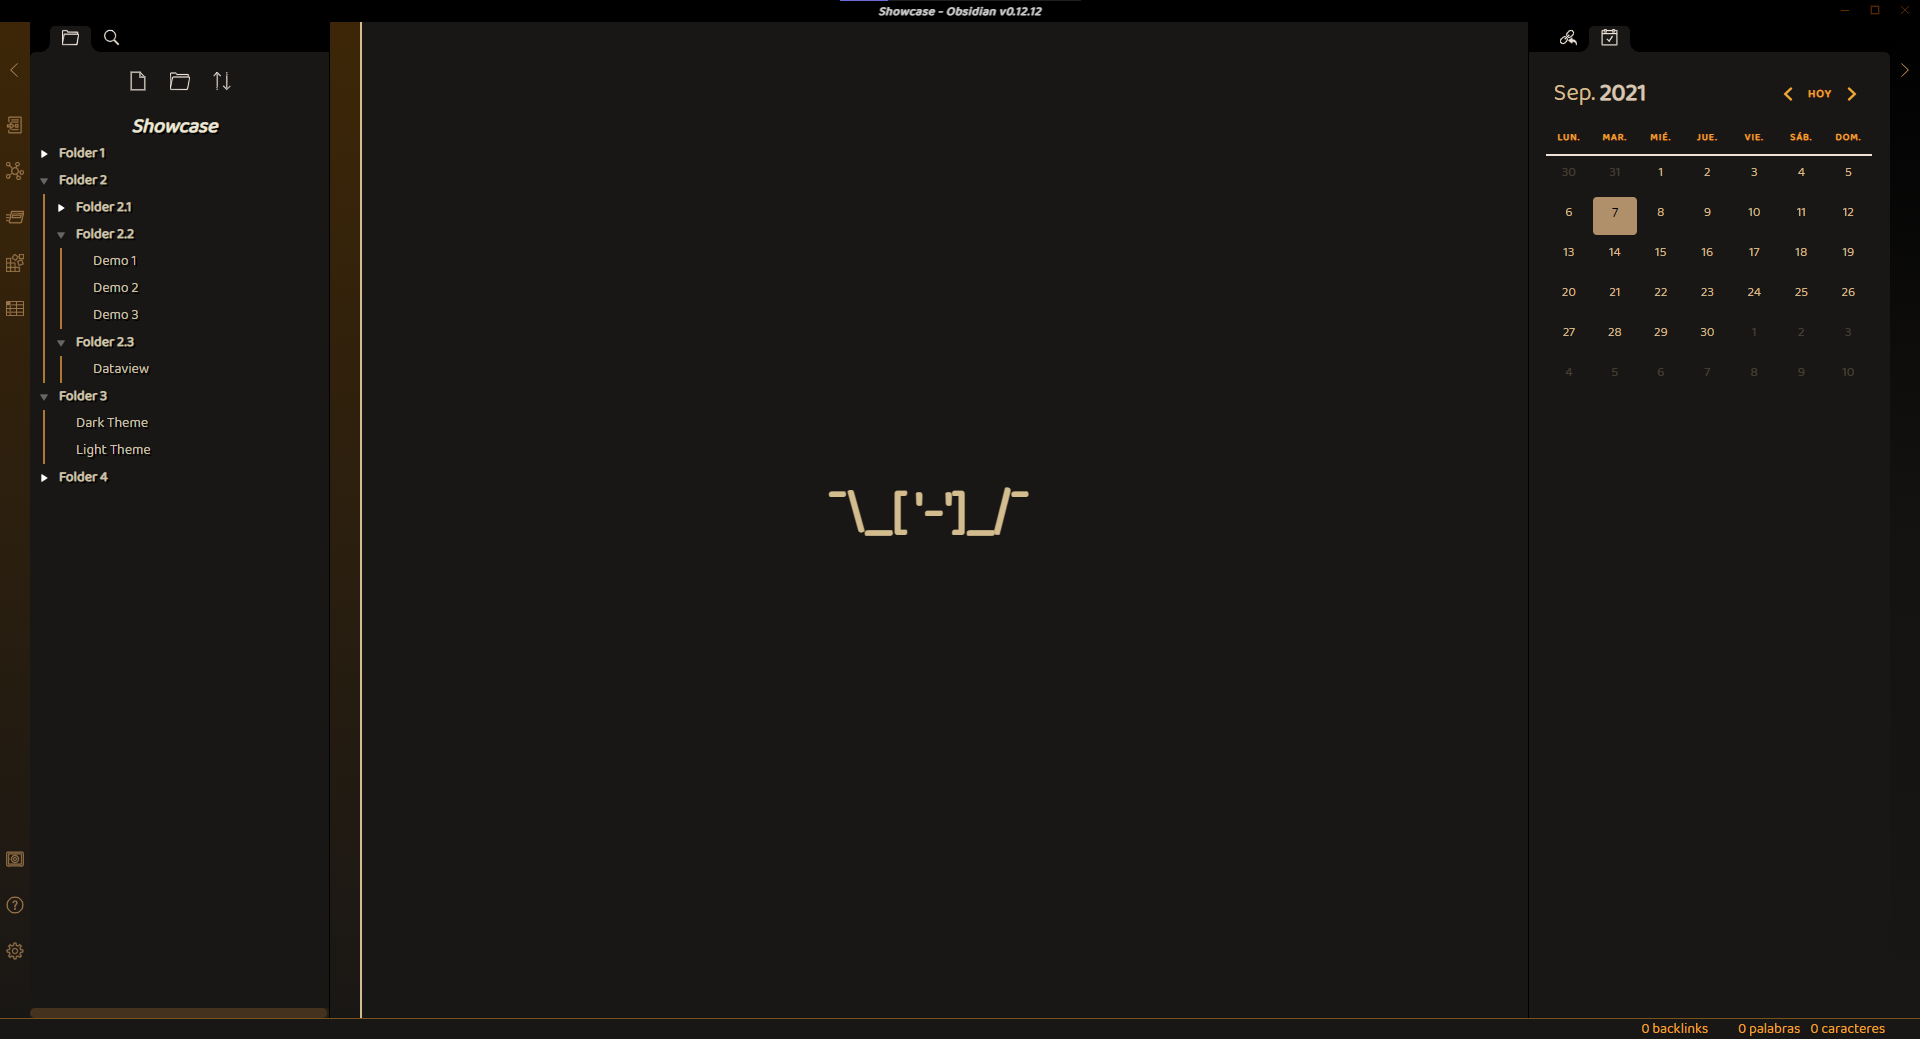 Showcase - Obsidian v0.12.12
Showcase
Folder 1
Folder 2
Folder 2.1
Folder 2.2
Demo 1
Demo 2
Demo 3
Folder 2.3
Dataview
Folder 3
Dark Theme
Light Theme
Folder 4
¯\_[ '-']_/¯
Sep. 2021
HOY
LUN. MAR. MIÉ. JUE. VIE. SÁB. DOM.
30 31 1 2 3 4 5
6 7 8 9 10 11 12
13 14 15 16 17 18 19
20 21 22 23 24 25 26
27 28 29 30 1 2 3
4 5 6 7 8 9 10
0 backlinks 0 palabras 0 caracteres